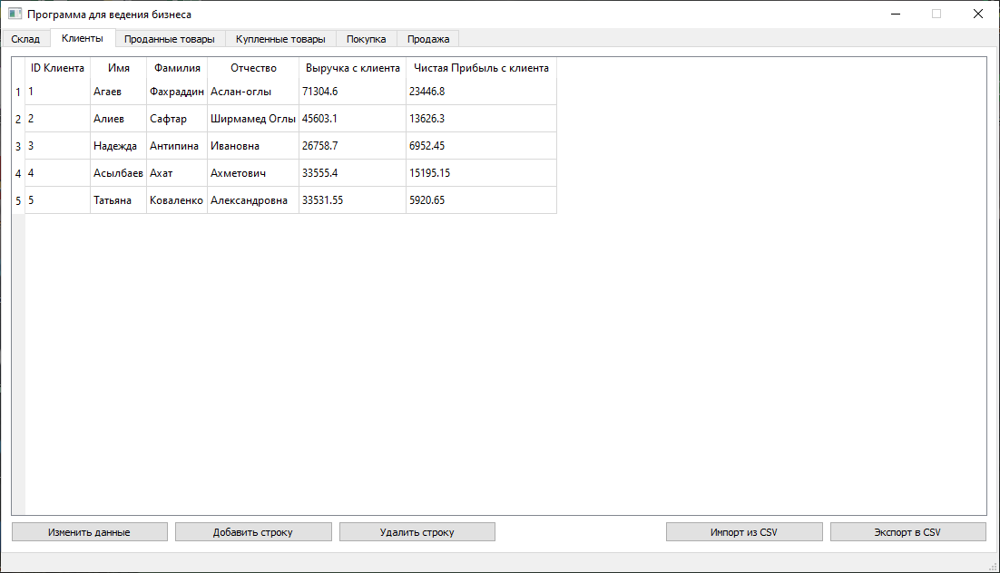 Программа для ведения бизнеса
Склад Клиенты Проданные товары Купленные товары Покупка Продажа
ID Клиента Имя Фамилия Отчество Выручка с клиента Чистая Прибыль с клиента
1 1 Агаев Фахраддин Аслан-оглы 71304.6 23446.8
2 2 Алиев Сафтар Ширмамед Оглы 45603.1 13626.3
3 3 Надежда Антипина Ивановна 26758.7 6952.45
4 4 Асылбаев Ахат Ахметович 33555.4 15195.15
5 5 Татьяна Коваленко Александровна 33531.55 5920.65
Изменить данные Добавить строку Удалить строку Импорт из CSV Экспорт в CSV